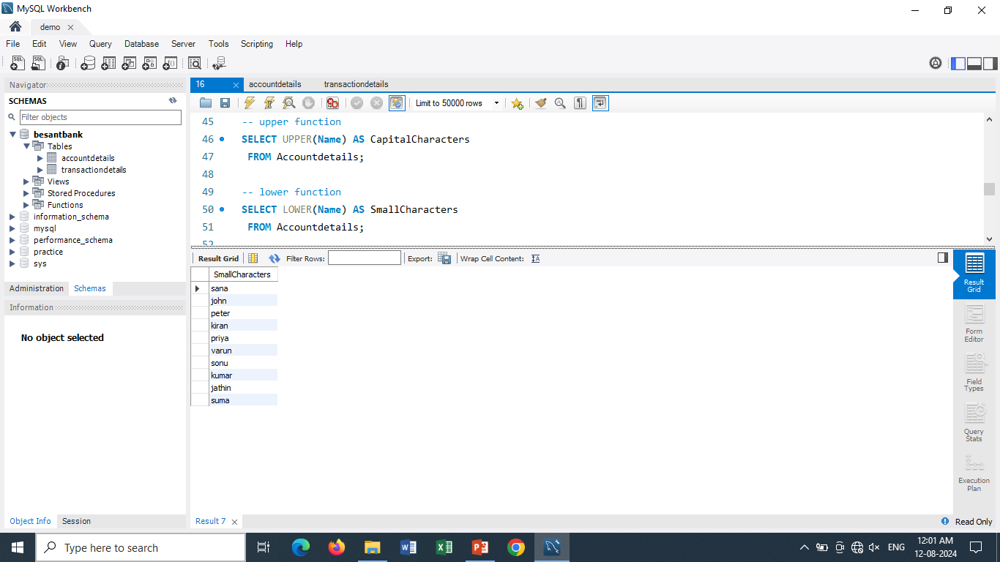 MySQL Workbench
demo
File Edit View Query Database Server Tools Scripting Help
Navigator
SCHEMAS
Filter objects
besantbank
Tables
accountdetails
transactiondetails
Views
Stored Procedures
Functions
information_schema
mysql
performance_schema
practice
sys
Administration Schemas
Information
No object selected
Object Info Session
16 accountdetails transactiondetails
Limit to 50000 rows
45 -- upper function
46 SELECT UPPER(Name) AS CapitalCharacters
47 FROM Accountdetails;
48
49 -- lower function
50 SELECT LOWER(Name) AS SmallCharacters
51 FROM Accountdetails;
52
Result Grid Filter Rows: Export: Wrap Cell Content:
SmallCharacters
sana
john
peter
kiran
priya
varun
sonu
kumar
jathin
suma
Result
Grid
Form
Editor
Field
Types
Query
Stats
Execution
Plan
Result 7 Read Only
Type here to search
ENG
12:01 AM
12-08-2024